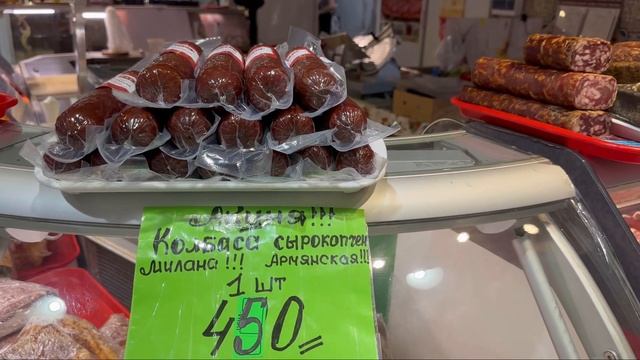 Акция!!!
Колбаса сырокопчен
Милана!!! Армянская!!!
1 шт
450=